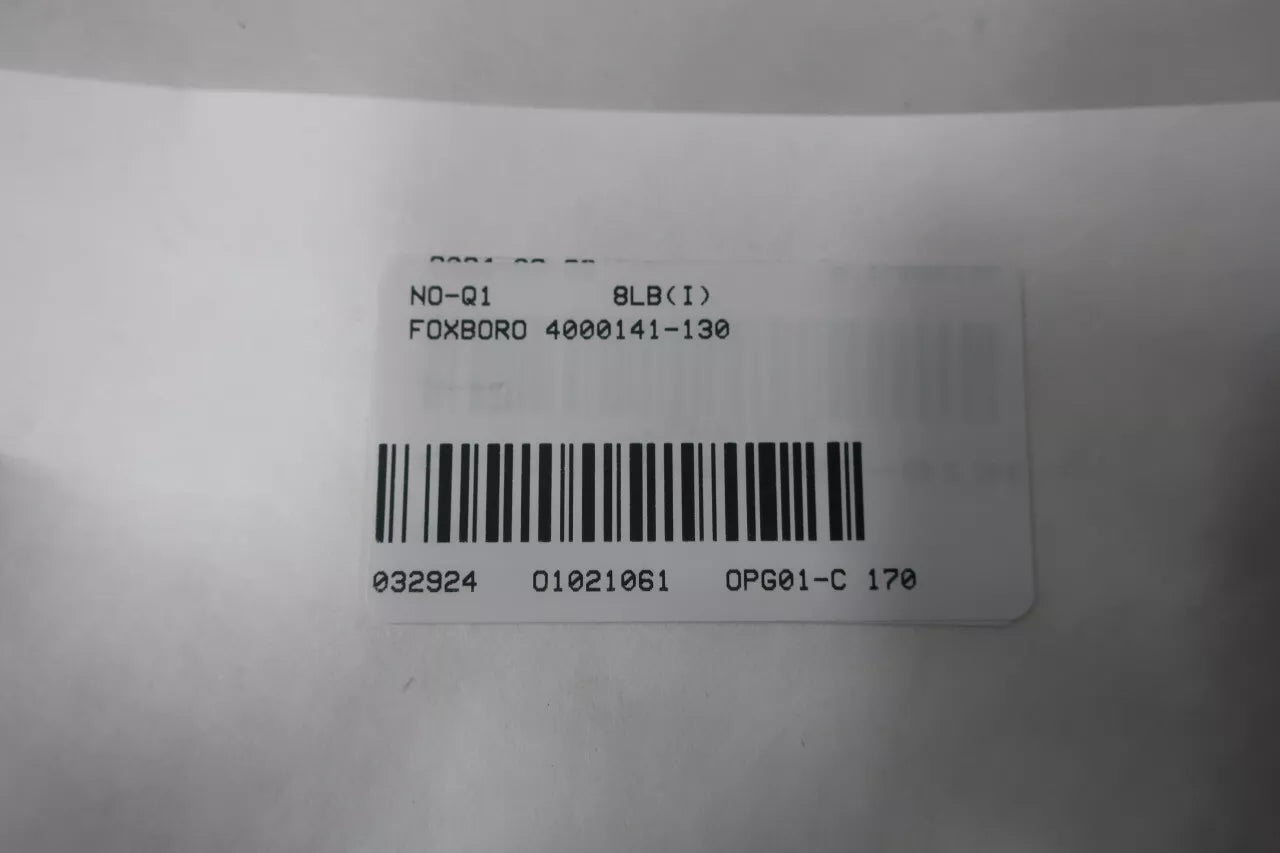 NO-Q1 8LB(I)
FOXBORO 4000141-130
032924 01021061 OPG01-C 170